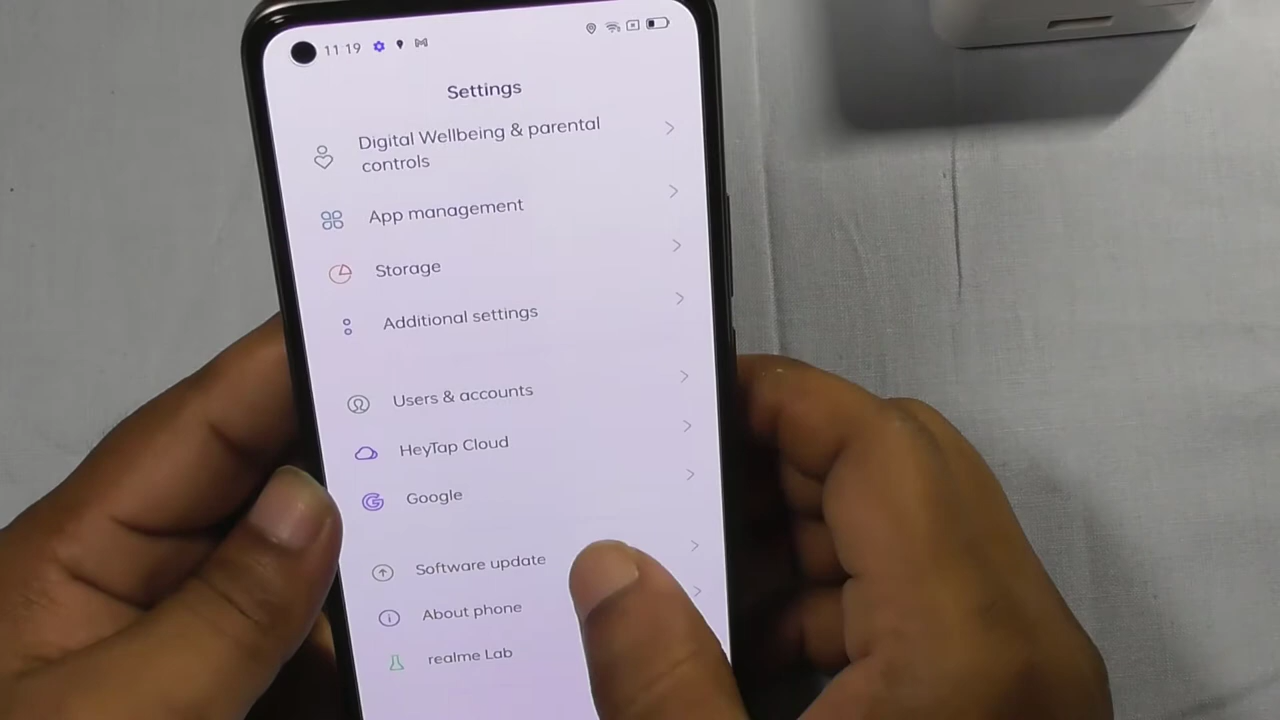 11 19
Settings
Digital Wellbeing & parental
controls
App management
Storage
Additional settings
Users & accounts
HeyTap Cloud
Google
Software update
About phone
realme Lab